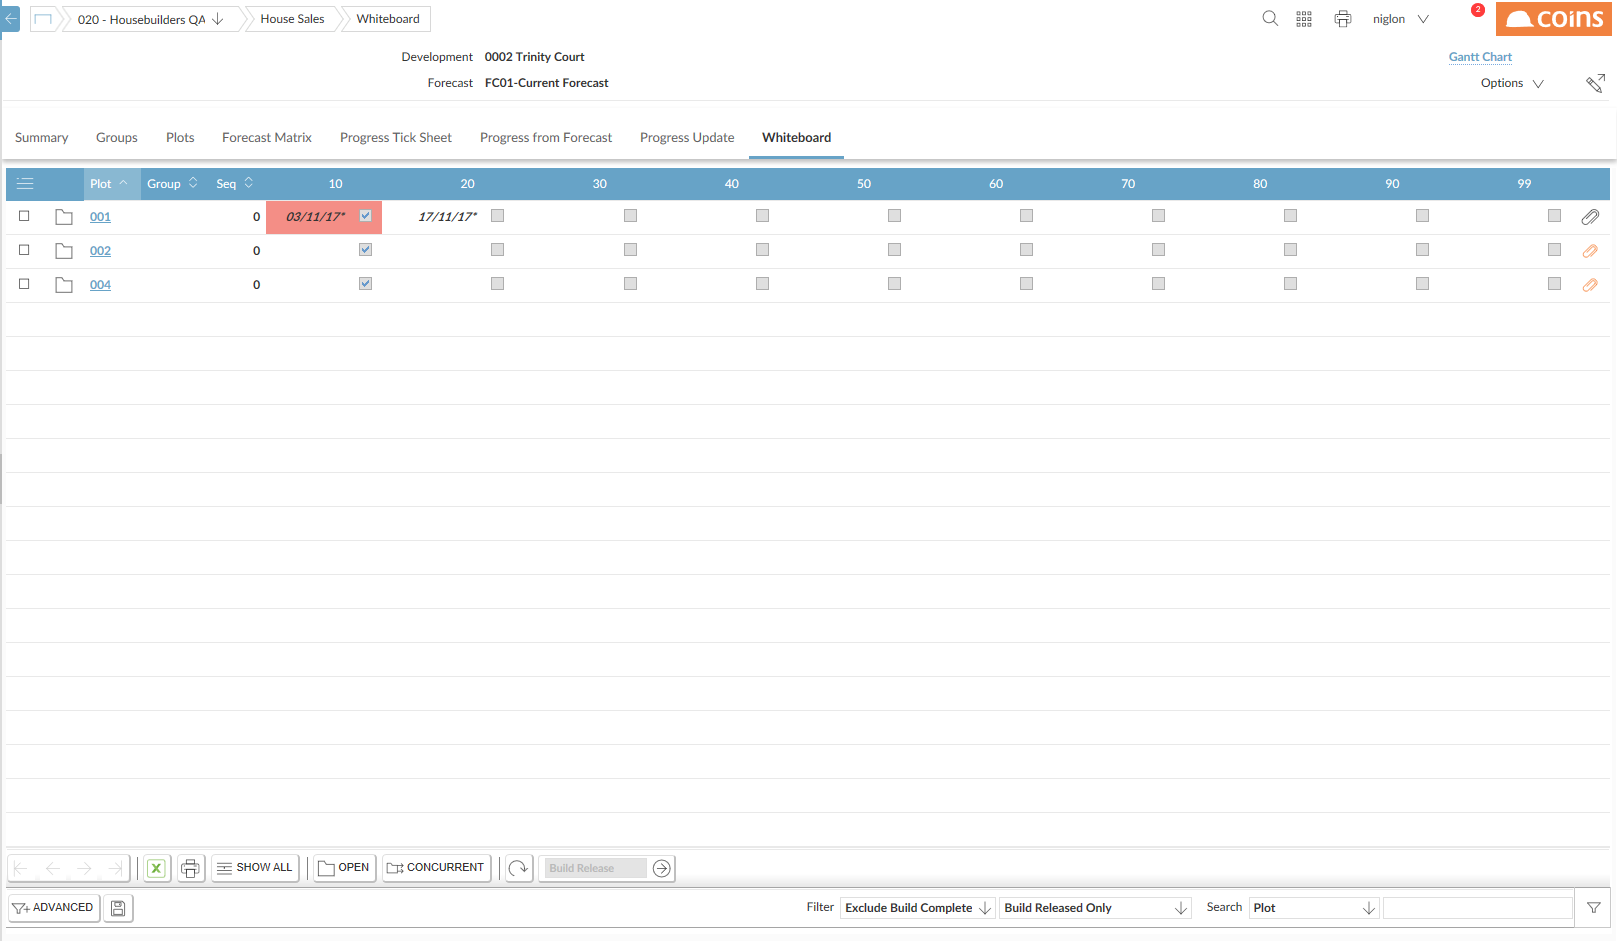 020 - Housebuilders QA House Sales Whiteboard niglon 2 coins
Development 0002 Trinity Court Gantt Chart
Forecast FC01-Current Forecast Options
Summary Groups Plots Forecast Matrix Progress Tick Sheet Progress from Forecast Progress Update Whiteboard
Plot Group Seq 10 20 30 40 50 60 70 80 90 99
001 0 03/11/17* 17/11/17*
002 0
004 0
X SHOW ALL OPEN CONCURRENT Build Release
ADVANCED Filter Exclude Build Complete Build Released Only Search Plot